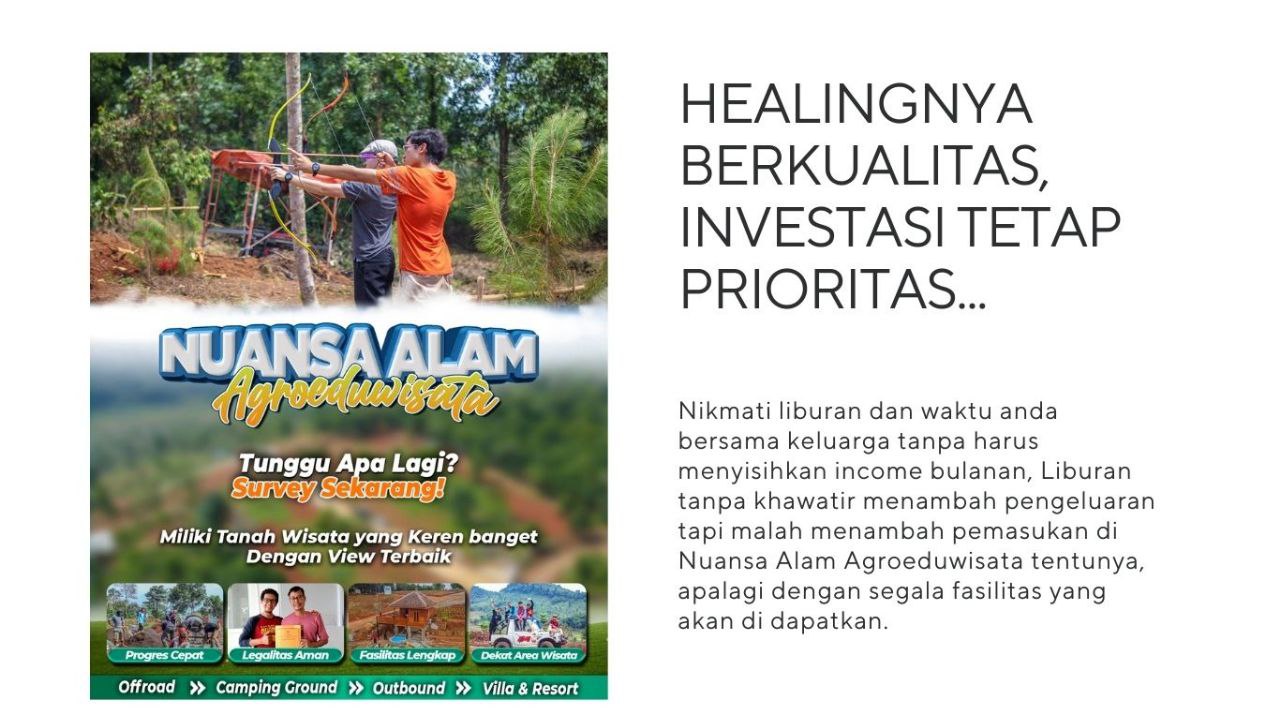 NUANSA ALAM
Agroeduwisata
Tunggu Apa Lagi?
Survey Sekarang!
Miliki Tanah Wisata yang Keren banget
Dengan View Terbaik
Progres Cepat
Legalitas Aman
Fasilitas Lengkap
Dekat Area Wisata
Offroad >> Camping Ground >> Outbound >> Villa & Resort
HEALINGNYA
BERKUALITAS,
INVESTASI TETAP
PRIORITAS...
Nikmati liburan dan waktu anda
bersama keluarga tanpa harus
menyisihkan income bulanan, Liburan
tanpa khawatir menambah pengeluaran
tapi malah menambah pemasukan di
Nuansa Alam Agroeduwisata tentunya,
apalagi dengan segala fasilitas yang
akan di dapatkan.